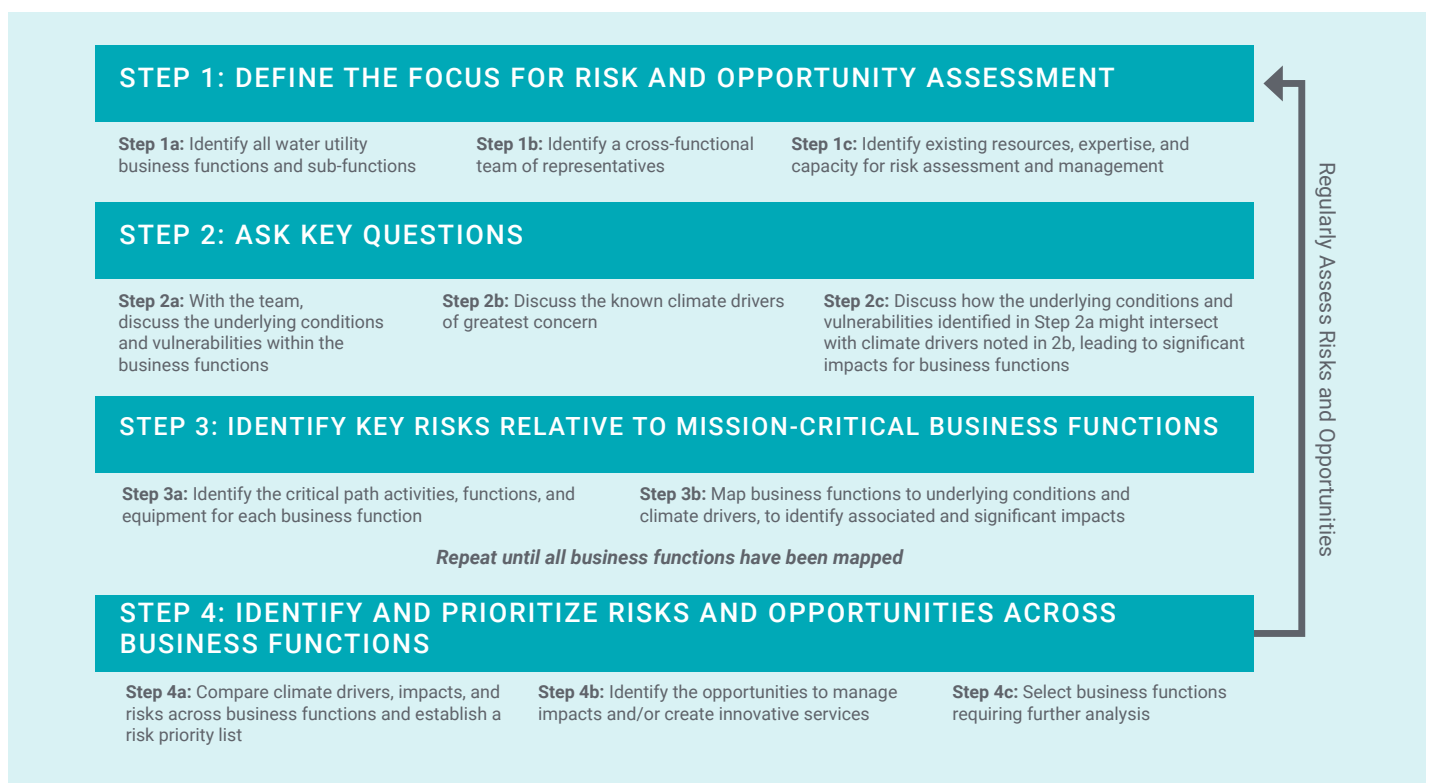 STEP 1: DEFINE THE FOCUS FOR RISK AND OPPORTUNITY ASSESSMENT
Step 1a: Identify all water utility
business functions and sub-functions
Step 1b: Identify a cross-functional
team of representatives
Step 1c: Identify existing resources, expertise, and
capacity for risk assessment and management
STEP 2: ASK KEY QUESTIONS
Step 2a: With the team,
discuss the underlying conditions
and vulnerabilities within the
business functions
Step 2b: Discuss the known climate drivers
of greatest concern
Step 2c: Discuss how the underlying conditions and
vulnerabilities identified in Step 2a might intersect
with climate drivers noted in 2b, leading to significant
impacts for business functions
STEP 3: IDENTIFY KEY RISKS RELATIVE TO MISSION-CRITICAL BUSINESS FUNCTIONS
Step 3a: Identify the critical path activities, functions, and
equipment for each business function
Step 3b: Map business functions to underlying conditions and
climate drivers, to identify associated and significant impacts
Repeat until all business functions have been mapped
STEP 4: IDENTIFY AND PRIORITIZE RISKS AND OPPORTUNITIES ACROSS
BUSINESS FUNCTIONS
Step 4a: Compare climate drivers, impacts, and
risks across business functions and establish a
risk priority list
Step 4b: Identify the opportunities to manage
impacts and/or create innovative services
Step 4c: Select business functions
requiring further analysis
Regularly Assess Risks and Opportunities